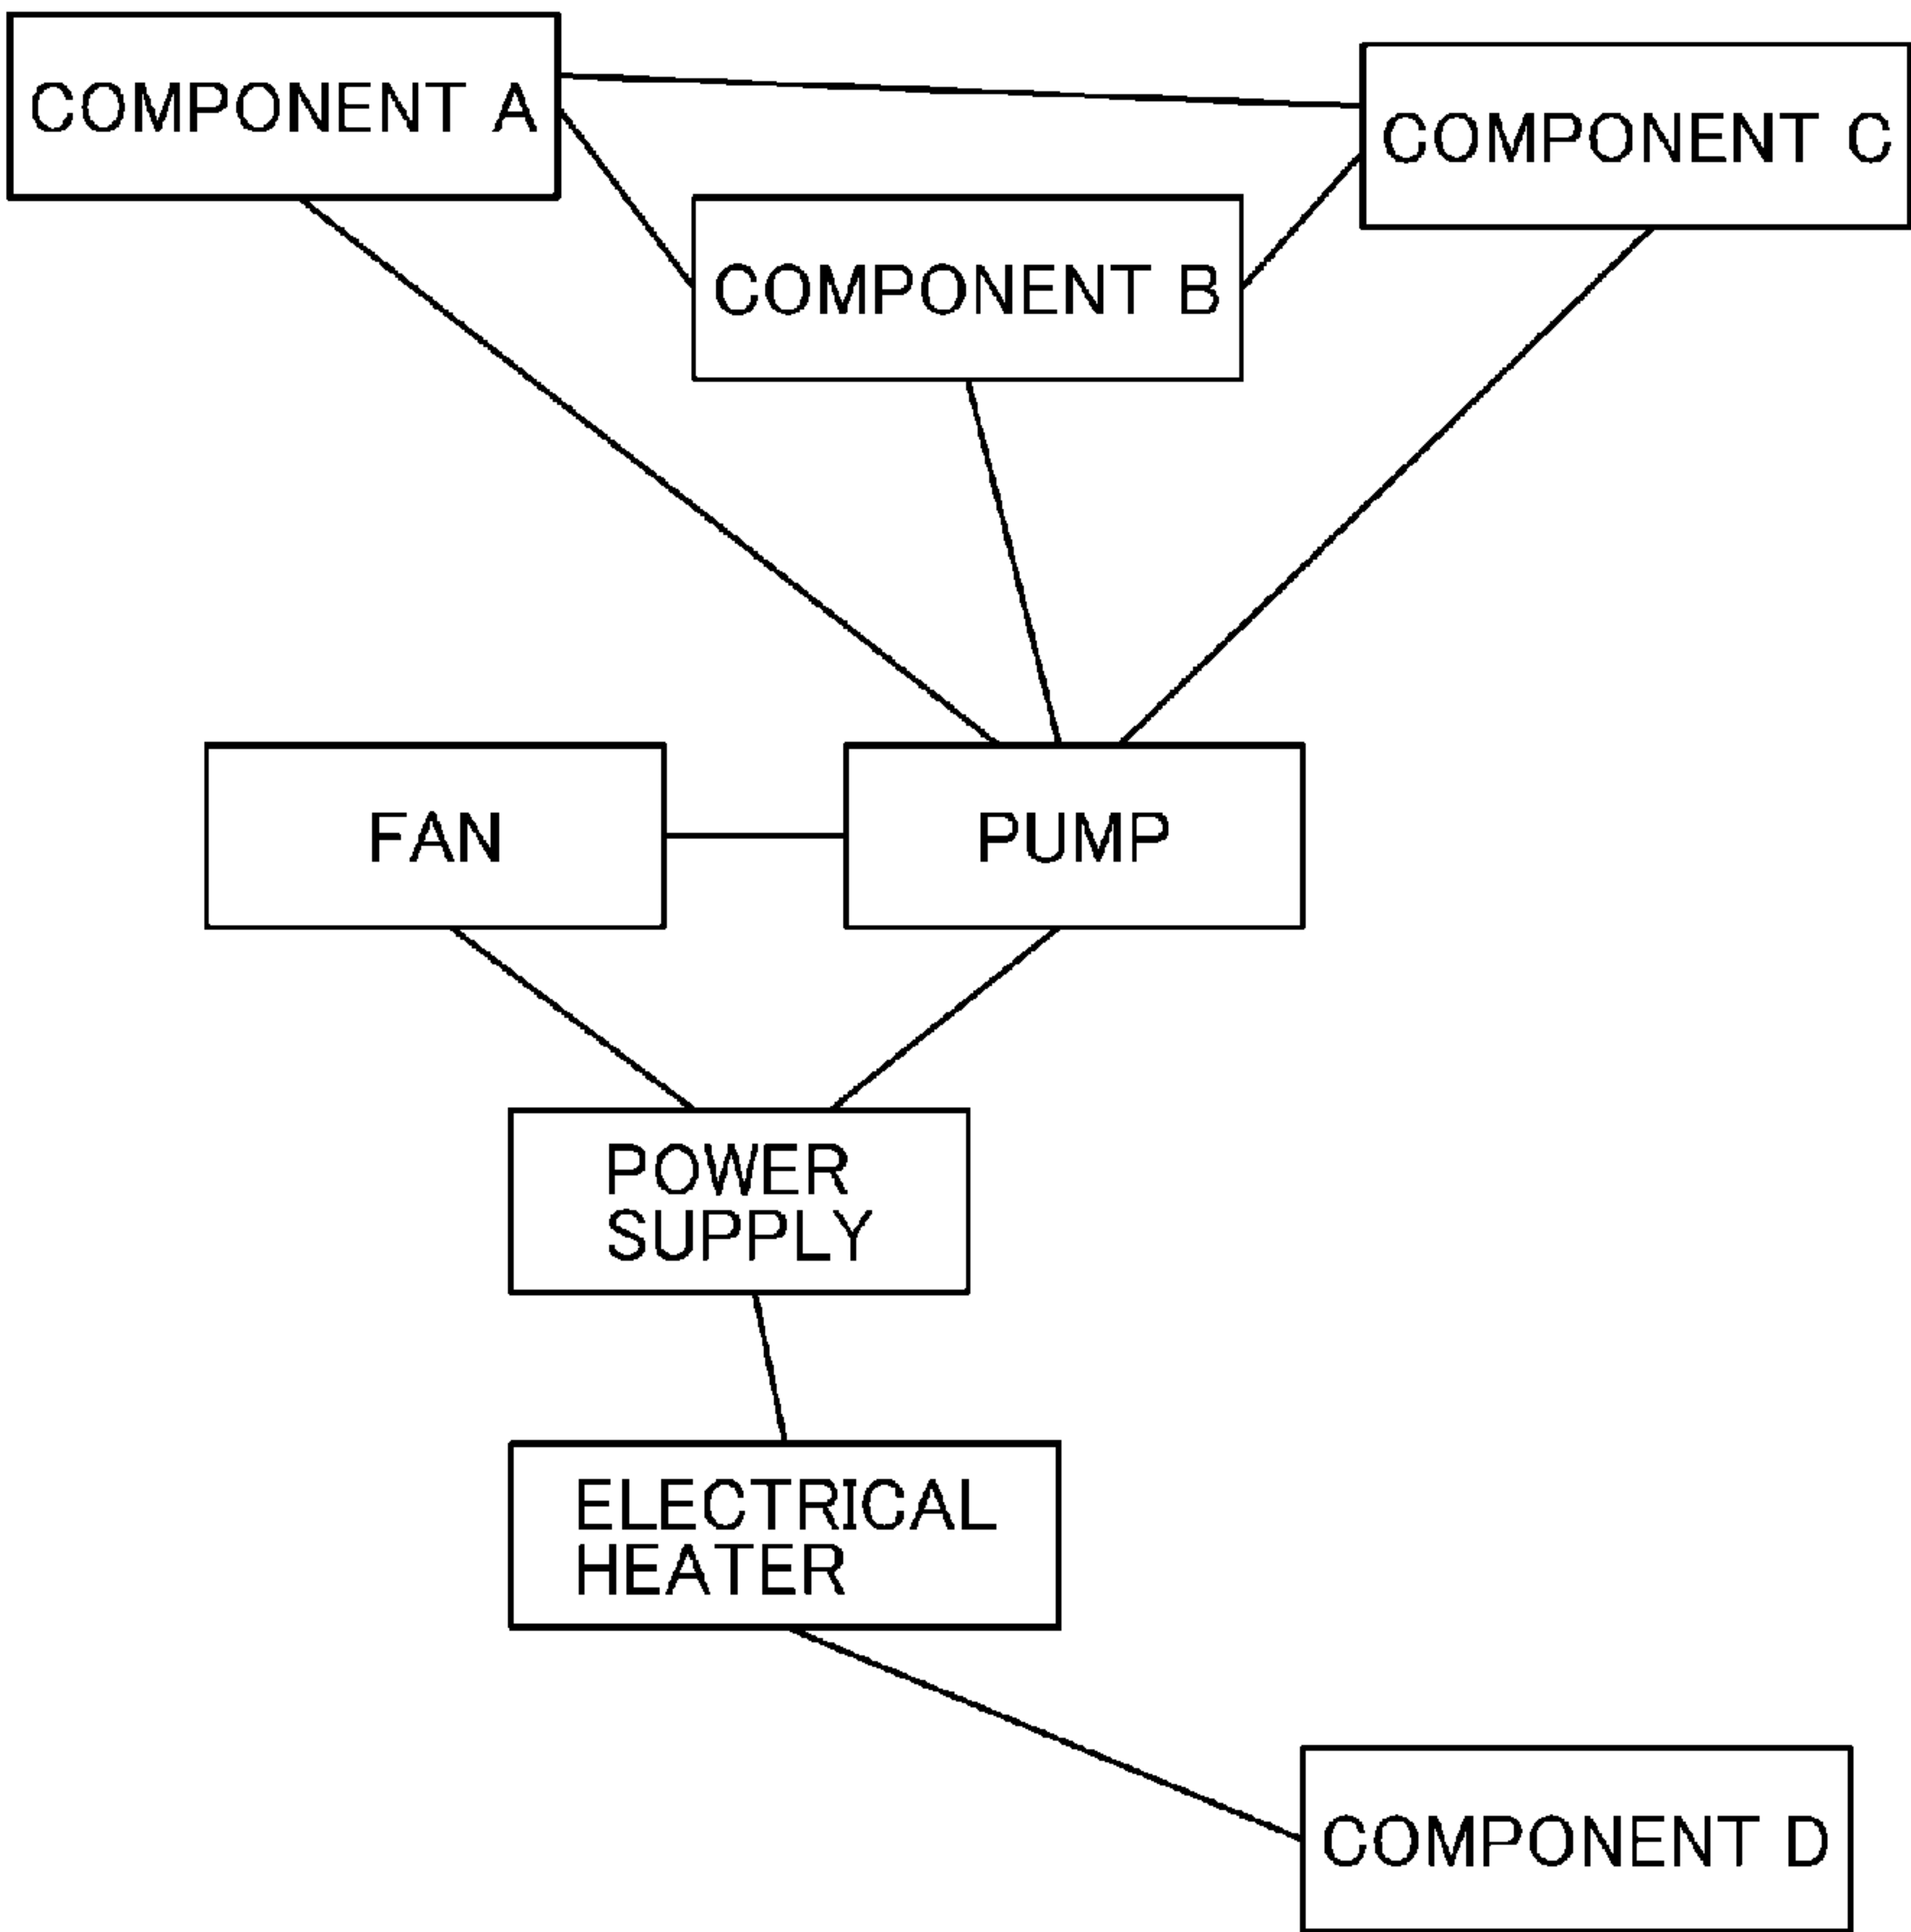 COMPONENT A
COMPONENT C
COMPONENT B
FAN
PUMP
POWER
SUPPLY
ELECTRICAL
HEATER
COMPONENT D